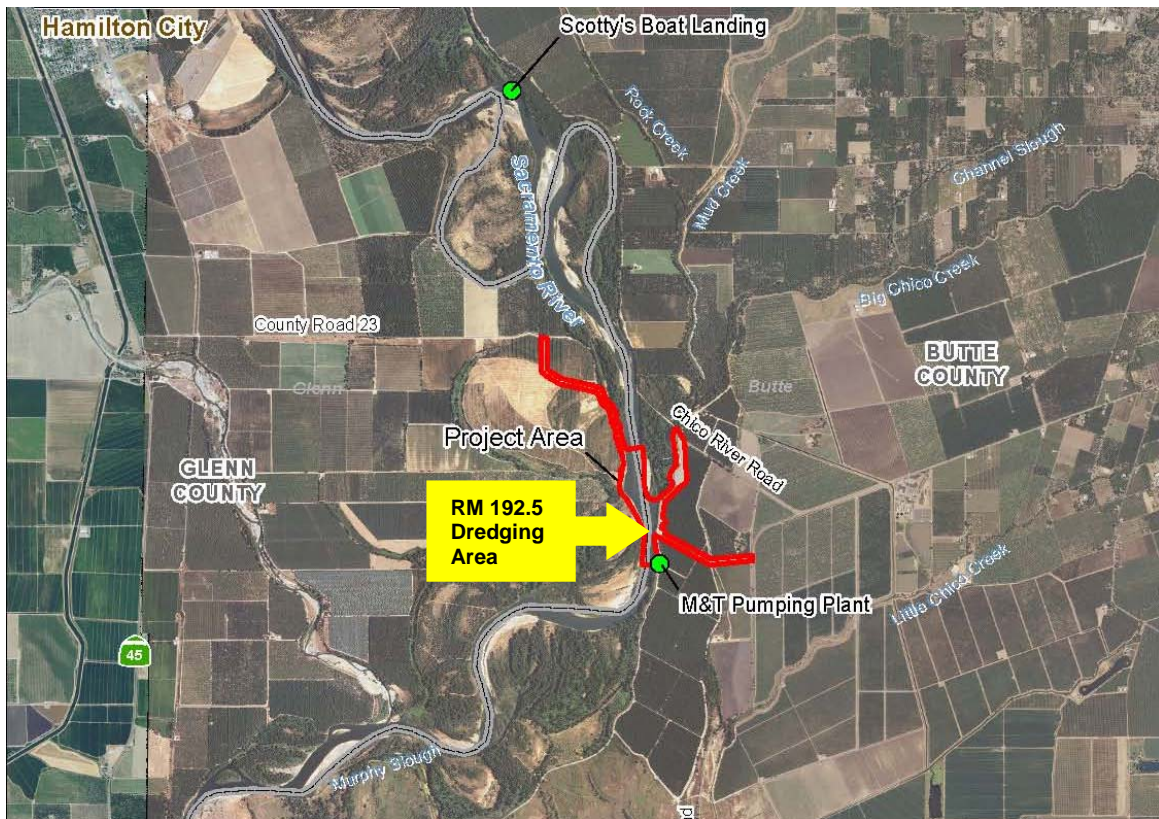 Hamilton City
Scotty's Boat Landing
Rock Creek
Mud Creek
Channel Slough
Sacramento River
Big Chico Creek
County Road 23
Glenn
Butte
BUTTE
COUNTY
Project Area
Chico River Road
GLENN
COUNTY
RM 192.5
Dredging
Area
Little Chico Creek
M&T Pumping Plant
45
Murphy Slough